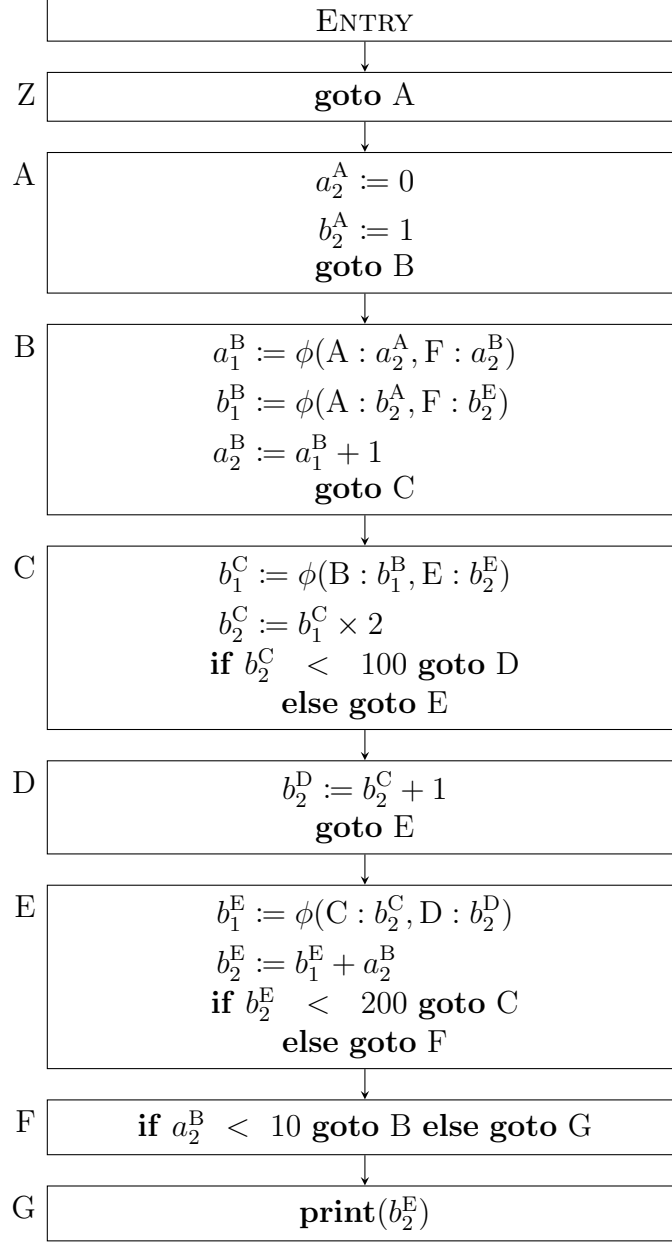 ENTRY
Z goto A
A
a₂ᴬ := 0
b₂ᴬ := 1
goto B
B
a₁ᴮ := ϕ(A : a₂ᴬ, F : a₂ᴮ)
b₁ᴮ := ϕ(A : b₂ᴬ, F : b₂ᴱ)
a₂ᴮ := a₁ᴮ + 1
goto C
C
b₁ᶜ := ϕ(B : b₁ᴮ, E : b₂ᴱ)
b₂ᶜ := b₁ᶜ × 2
if b₂ᶜ < 100 goto D
else goto E
D
b₂ᴰ := b₂ᶜ + 1
goto E
E
b₁ᴱ := ϕ(C : b₂ᶜ, D : b₂ᴰ)
b₂ᴱ := b₁ᴱ + a₂ᴮ
if b₂ᴱ < 200 goto C
else goto F
F if a₂ᴮ < 10 goto B else goto G
G print(b₂ᴱ)